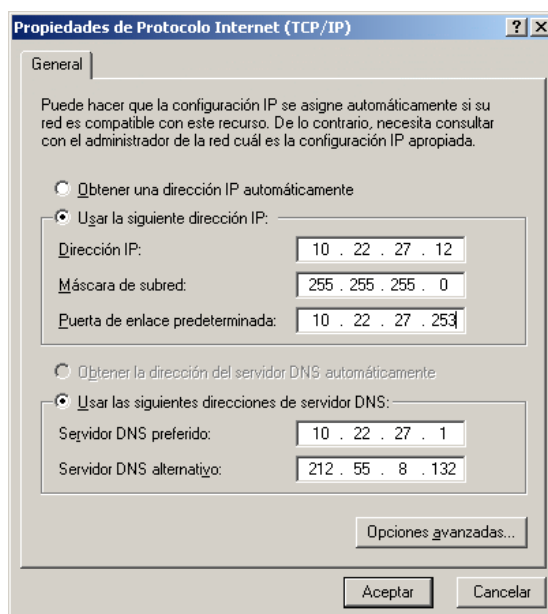 Propiedades de Protocolo Internet (TCP/IP)
General
Puede hacer que la configuración IP se asigne automáticamente si su
red es compatible con este recurso. De lo contrario, necesita consultar
con el administrador de la red cuál es la configuración IP apropiada.
Obtener una dirección IP automáticamente
Usar la siguiente dirección IP:
Dirección IP: 10 . 22 . 27 . 12
Máscara de subred: 255 . 255 . 255 . 0
Puerta de enlace predeterminada: 10 . 22 . 27 . 253
Obtener la dirección del servidor DNS automáticamente
Usar las siguientes direcciones de servidor DNS:
Servidor DNS preferido: 10 . 22 . 27 . 1
Servidor DNS alternativo: 212 . 55 . 8 . 132
Opciones avanzadas...
Aceptar Cancelar